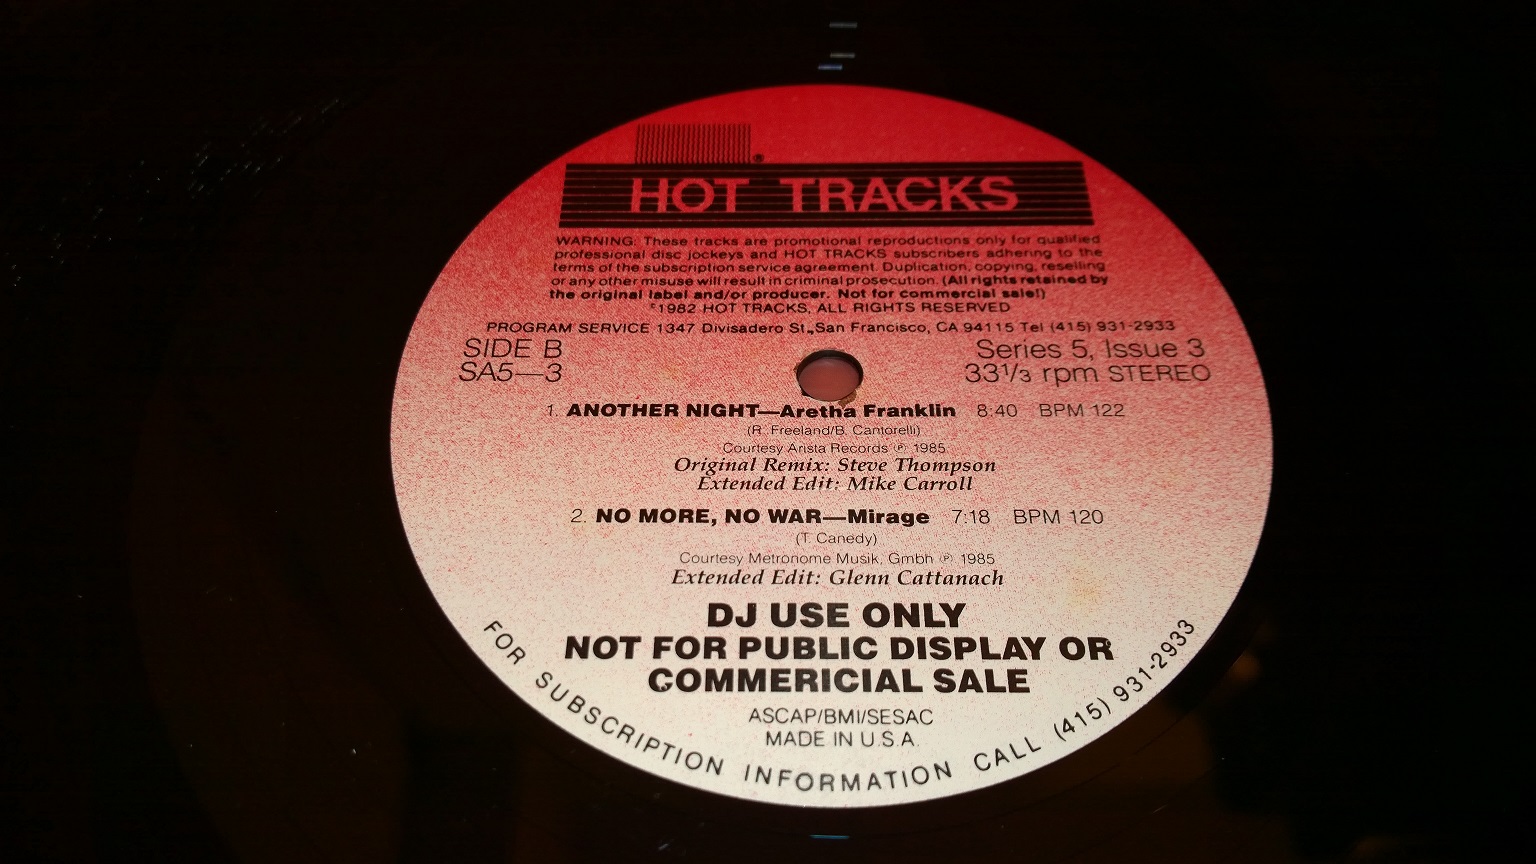 ®
HOT TRACKS
WARNING: These tracks are promotional reproductions only for qualified
professional disc jockeys and HOT TRACKS subscribers adhering to the
terms of the subscription service agreement. Duplication, copying, reselling
or any other misuse will result in criminal prosecution. (All rights retained by
the original label and/or producer. Not for commercial sale!)
©1982 HOT TRACKS, ALL RIGHTS RESERVED
PROGRAM SERVICE 1347 Divisadero St., San Francisco, CA 94115 Tel (415) 931-2933
SIDE B Series 5, Issue 3
SA5—3 33 1/3 rpm STEREO
1. ANOTHER NIGHT—Aretha Franklin 8:40 BPM 122
(R. Freeland/B. Cantorelli)
Courtesy Arista Records ℗ 1985
Original Remix: Steve Thompson
Extended Edit: Mike Carroll
2. NO MORE, NO WAR—Mirage 7:18 BPM 120
(T. Canedy)
Courtesy Metronome Musik, Gmbh ℗ 1985
Extended Edit: Glenn Cattanach
DJ USE ONLY
NOT FOR PUBLIC DISPLAY OR
COMMERICIAL SALE
ASCAP/BMI/SESAC
MADE IN U.S.A.
FOR SUBSCRIPTION INFORMATION CALL (415) 931-2933